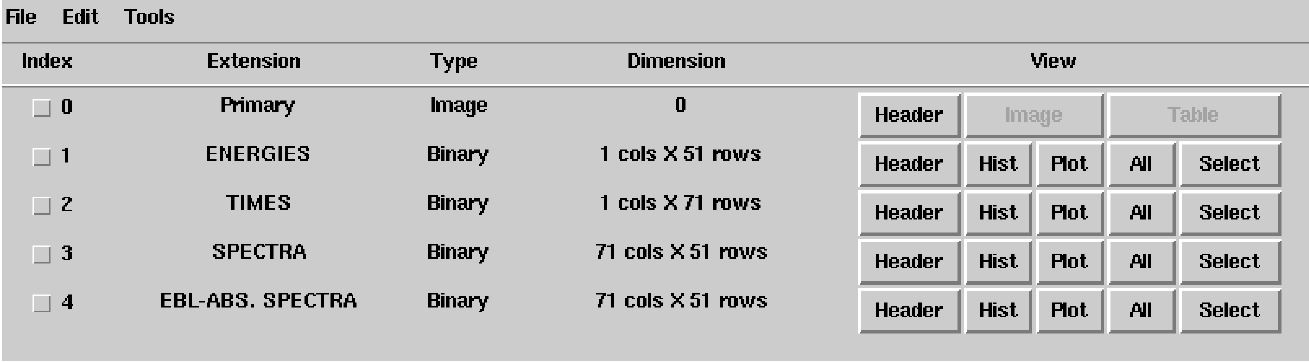 File Edit Tools
Index Extension Type Dimension View
0 Primary Image 0 Header Image Table
1 ENERGIES Binary 1 cols X 51 rows Header Hist Plot All Select
2 TIMES Binary 1 cols X 71 rows Header Hist Plot All Select
3 SPECTRA Binary 71 cols X 51 rows Header Hist Plot All Select
4 EBL-ABS. SPECTRA Binary 71 cols X 51 rows Header Hist Plot All Select